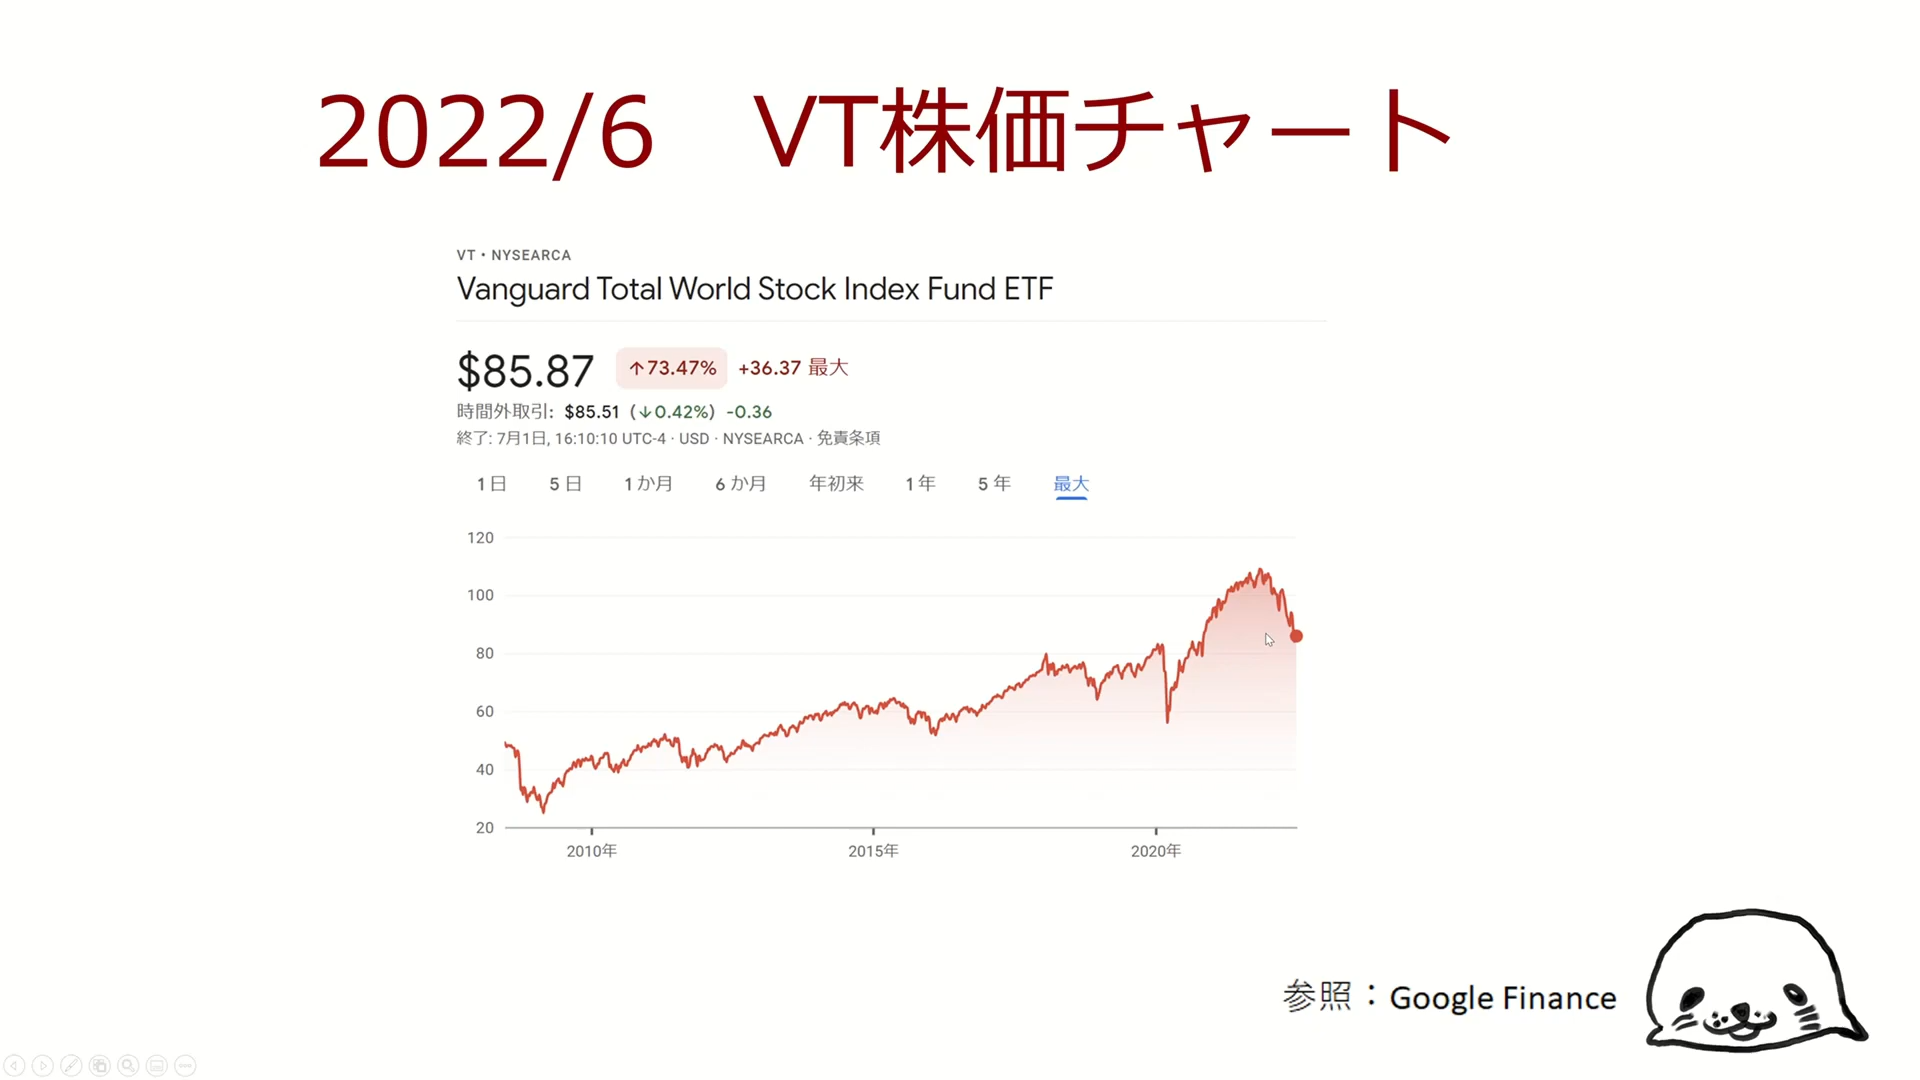 2022/6 VT株価チャート
VT • NYSEARCA
Vanguard Total World Stock Index Fund ETF
$85.87 ↑73.47% +36.37 最大
時間外取引: $85.51 (↓0.42%) -0.36
終了: 7月1日, 16:10:10 UTC-4 · USD · NYSEARCA · 免責条項
1日 5日 1か月 6か月 年初来 1年 5年 最大
120
100
80
60
40
20
2010年 2015年 2020年
参照：Google Finance